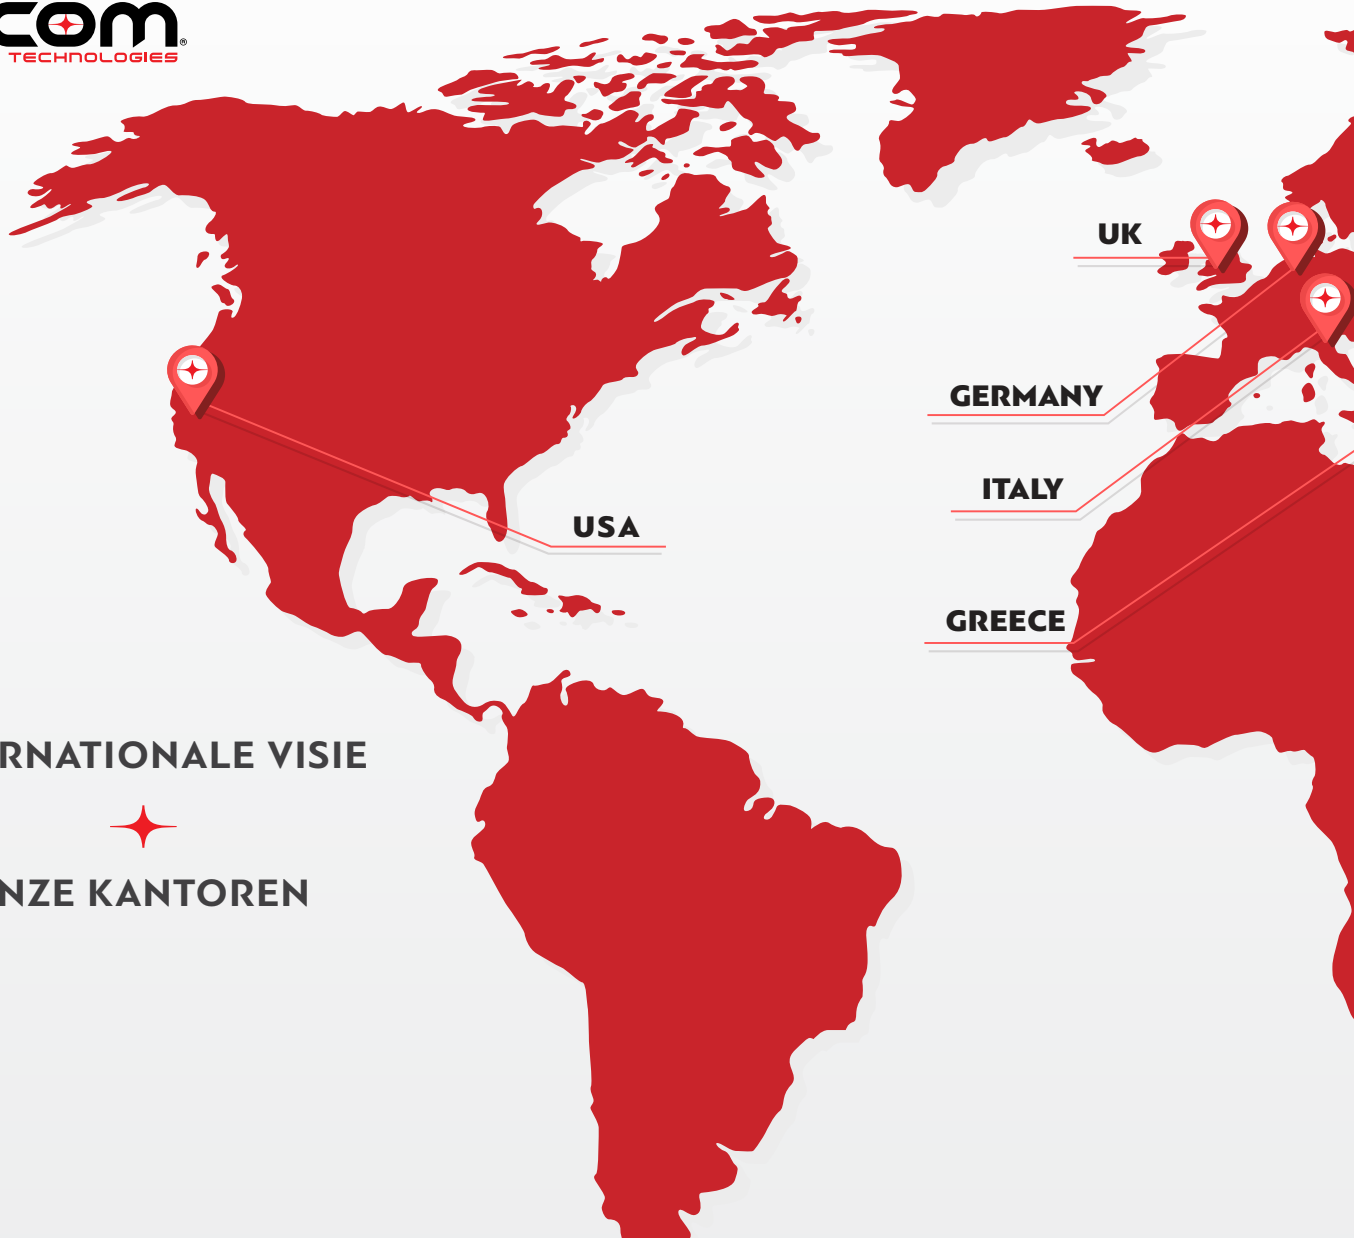 COM®
TECHNOLOGIES
UK
GERMANY
ITALY
USA
GREECE
RNATIONALE VISIE
NZE KANTOREN